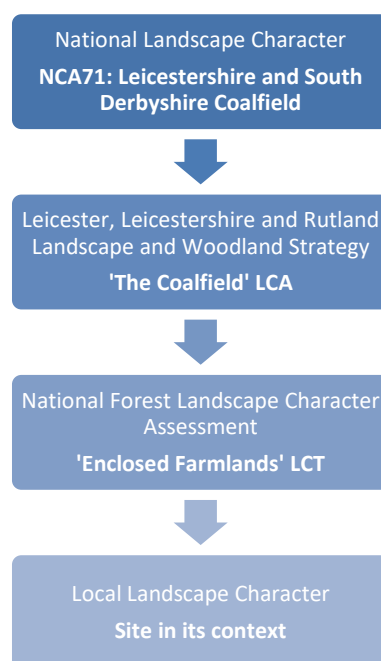 National Landscape Character
NCA71: Leicestershire and South
Derbyshire Coalfield
Leicester, Leicestershire and Rutland
Landscape and Woodland Strategy
'The Coalfield' LCA
National Forest Landscape Character
Assessment
'Enclosed Farmlands' LCT
Local Landscape Character
Site in its context